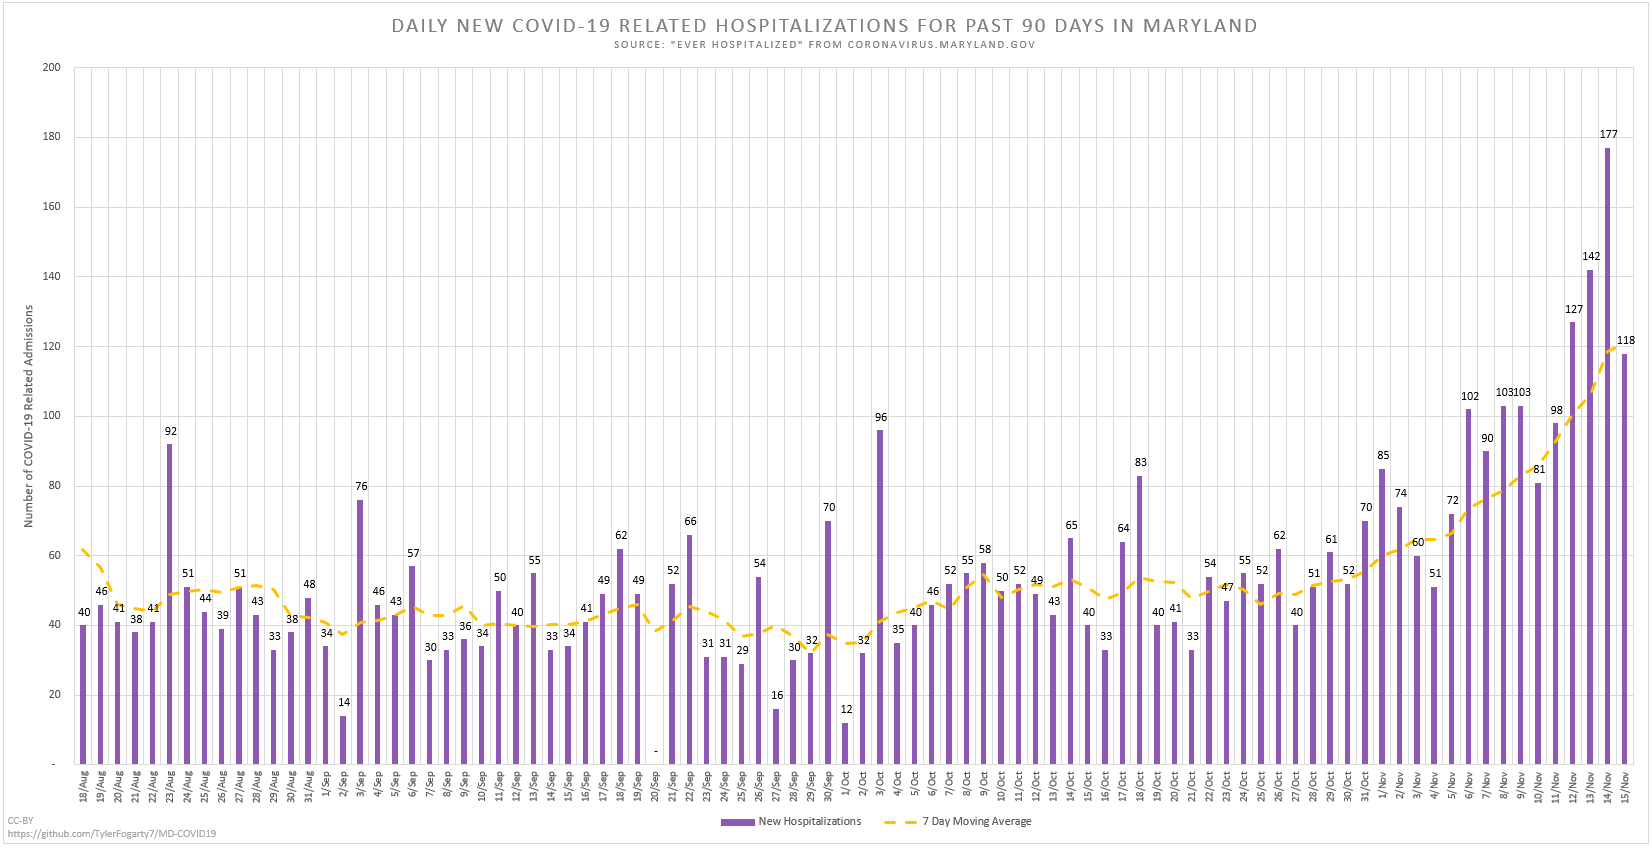 DAILY NEW COVID-19 RELATED HOSPITALIZATIONS FOR PAST 90 DAYS IN MARYLAND
SOURCE: "EVER HOSPITALIZED" FROM CORONAVIRUS.MARYLAND.GOV
Number of COVID-19 Related Admissions
200
180
160
140
120
100
80
60
40
20
-
40 46 41 38 41 92 51 44 39 51 43 33 38 48 34 14 76 46 43 57 30 33 36 34 50 40 55 33 34 41 49 62 49 - 52 66 31 31 29 54 16 30 32 70 12 32 96 35 40 46 52 55 58 50 52 49 43 65 40 33 64 83 40 41 33 54 47 55 52 62 40 51 61 52 70 85 74 60 51 72 102 90 103 103 81 98 127 142 177 118
18/Aug 19/Aug 20/Aug 21/Aug 22/Aug 23/Aug 24/Aug 25/Aug 26/Aug 27/Aug 28/Aug 29/Aug 30/Aug 31/Aug 1/Sep 2/Sep 3/Sep 4/Sep 5/Sep 6/Sep 7/Sep 8/Sep 9/Sep 10/Sep 11/Sep 12/Sep 13/Sep 14/Sep 15/Sep 16/Sep 17/Sep 18/Sep 19/Sep 20/Sep 21/Sep 22/Sep 23/Sep 24/Sep 25/Sep 26/Sep 27/Sep 28/Sep 29/Sep 30/Sep 1/Oct 2/Oct 3/Oct 4/Oct 5/Oct 6/Oct 7/Oct 8/Oct 9/Oct 10/Oct 11/Oct 12/Oct 13/Oct 14/Oct 15/Oct 16/Oct 17/Oct 18/Oct 19/Oct 20/Oct 21/Oct 22/Oct 23/Oct 24/Oct 25/Oct 26/Oct 27/Oct 28/Oct 29/Oct 30/Oct 31/Oct 1/Nov 2/Nov 3/Nov 4/Nov 5/Nov 6/Nov 7/Nov 8/Nov 9/Nov 10/Nov 11/Nov 12/Nov 13/Nov 14/Nov 15/Nov
New Hospitalizations 7 Day Moving Average
CC-BY
https://github.com/TylerFogarty7/MD-COVID19